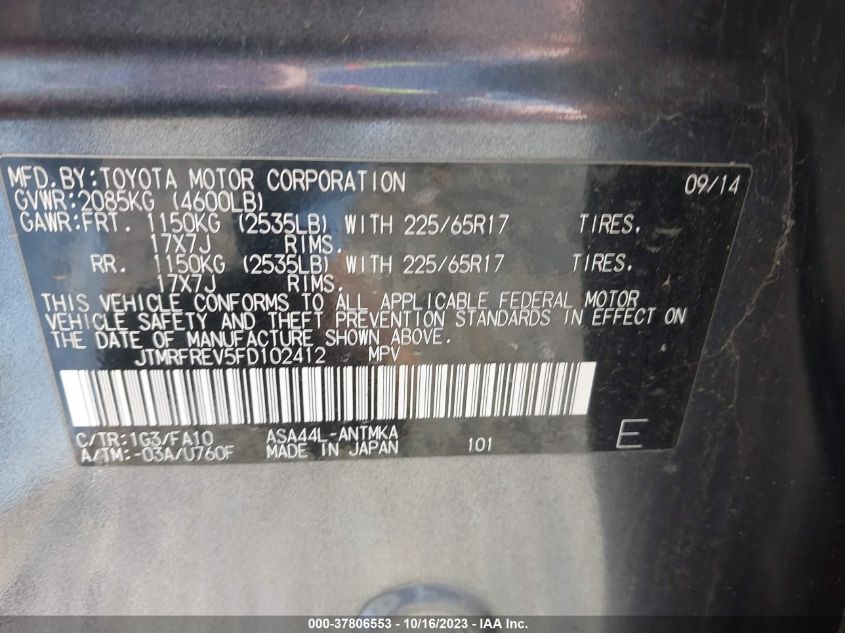 MFD.BY:TOYOTA MOTOR CORPORATION 09/14
GVWR:2085KG (4600LB)
GAWR:FRT. 1150KG (2535LB) WITH 225/65R17 TIRES,
17X7J RIMS.
RR. 1150KG (2535LB) WITH 225/65R17 TIRES,
17X7J RIMS.
THIS VEHICLE CONFORMS TO ALL APPLICABLE FEDERAL MOTOR
VEHICLE SAFETY AND THEFT PREVENTION STANDARDS IN EFFECT ON
THE DATE OF MANUFACTURE SHOWN ABOVE.
JTMRFREV5FD102412 MPV
C/TR:1G3/FA10 ASA44L-ANTMKA 101 E
A/TM:-03A/U760F MADE IN JAPAN
000-37806553 - 10/16/2023 - IAA Inc.